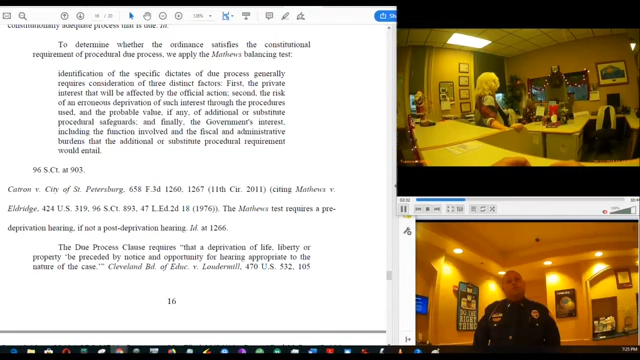 constitutionally adequate process that is due. Id.
To determine whether the ordinance satisfies the constitutional
requirement of procedural due process, we apply the Mathews balancing test:
identification of the specific dictates of due process generally
requires consideration of three distinct factors: First, the private
interest that will be affected by the official action; second, the risk
of an erroneous deprivation of such interest through the procedures
used, and the probable value, if any, of additional or substitute
procedural safeguards; and finally, the Government's interest,
including the function involved and the fiscal and administrative
burdens that the additional or substitute procedural requirement
would entail.
96 S.Ct. at 903.
Catron v. City of St. Petersburg, 658 F.3d 1260, 1267 (11th Cir. 2011) (citing Mathews v.
Eldridge, 424 U.S. 319, 96 S.Ct. 893, 47 L.Ed.2d 18 (1976)). The Mathews test requires a pre-
deprivation hearing, if not a post-deprivation hearing. Id. at 1266.
The Due Process Clause requires "that a deprivation of life, liberty or
property 'be preceded by notice and opportunity for hearing appropriate to the
nature of the case.'" Cleveland Bd. of Educ. v. Loudermill, 470 U.S. 532, 105
16
Share
DO THE
RIGHT
THING
7:25 PM